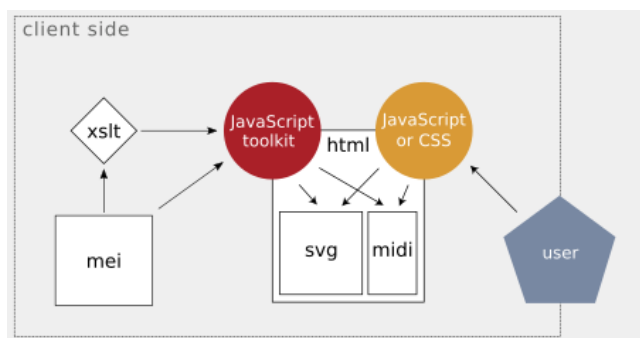 client side
xslt
JavaScript
toolkit
html
JavaScript
or CSS
mei
svg
midi
user